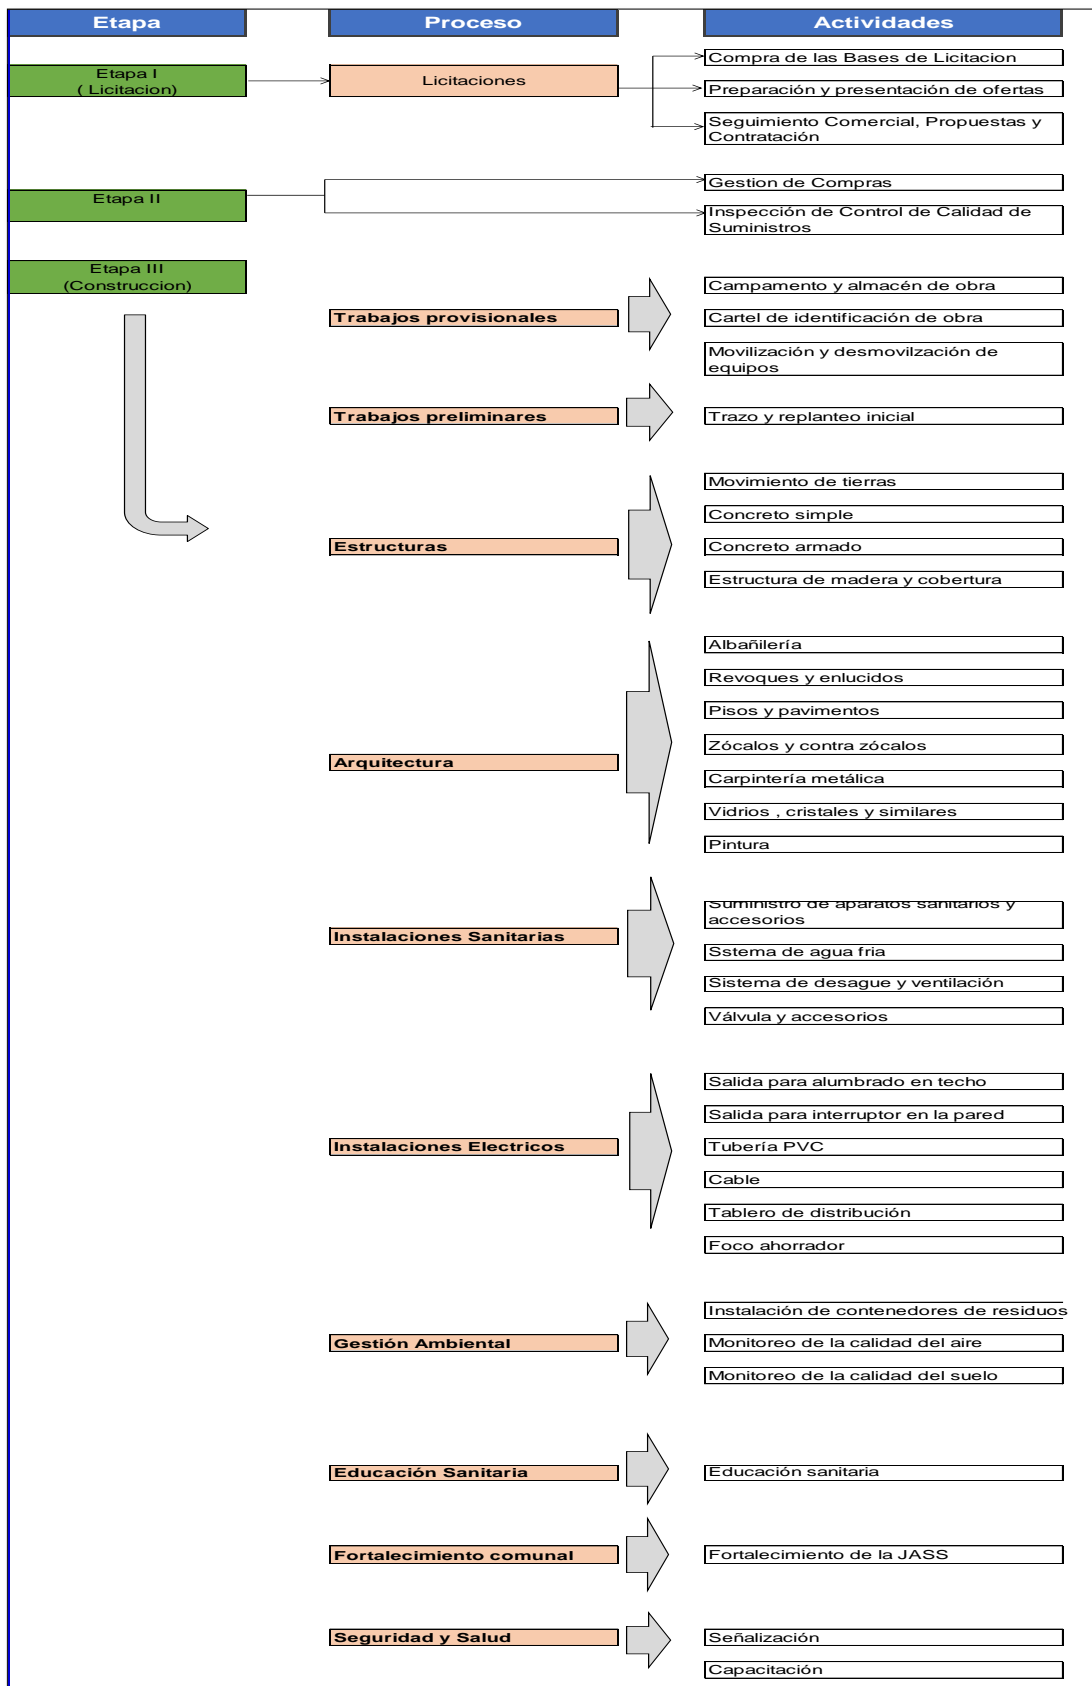 Etapa
Proceso
Actividades
Etapa I
( Licitacion)
Licitaciones
Compra de las Bases de Licitacion
Preparación y presentación de ofertas
Seguimiento Comercial, Propuestas y
Contratación
Etapa II
Gestion de Compras
Inspección de Control de Calidad de
Suministros
Etapa III
(Construccion)
Trabajos provisionales
Campamento y almacén de obra
Cartel de identificación de obra
Movilización y desmovilzación de
equipos
Trabajos preliminares
Trazo y replanteo inicial
Estructuras
Movimiento de tierras
Concreto simple
Concreto armado
Estructura de madera y cobertura
Arquitectura
Albañilería
Revoques y enlucidos
Pisos y pavimentos
Zócalos y contra zócalos
Carpintería metálica
Vidrios , cristales y similares
Pintura
Instalaciones Sanitarias
Suministro de aparatos sanitarios y
accesorios
Sstema de agua fria
Sistema de desague y ventilación
Válvula y accesorios
Instalaciones Electricos
Salida para alumbrado en techo
Salida para interruptor en la pared
Tubería PVC
Cable
Tablero de distribución
Foco ahorrador
Gestión Ambiental
Instalación de contenedores de residuos
Monitoreo de la calidad del aire
Monitoreo de la calidad del suelo
Educación Sanitaria
Educación sanitaria
Fortalecimiento comunal
Fortalecimiento de la JASS
Seguridad y Salud
Señalización
Capacitación